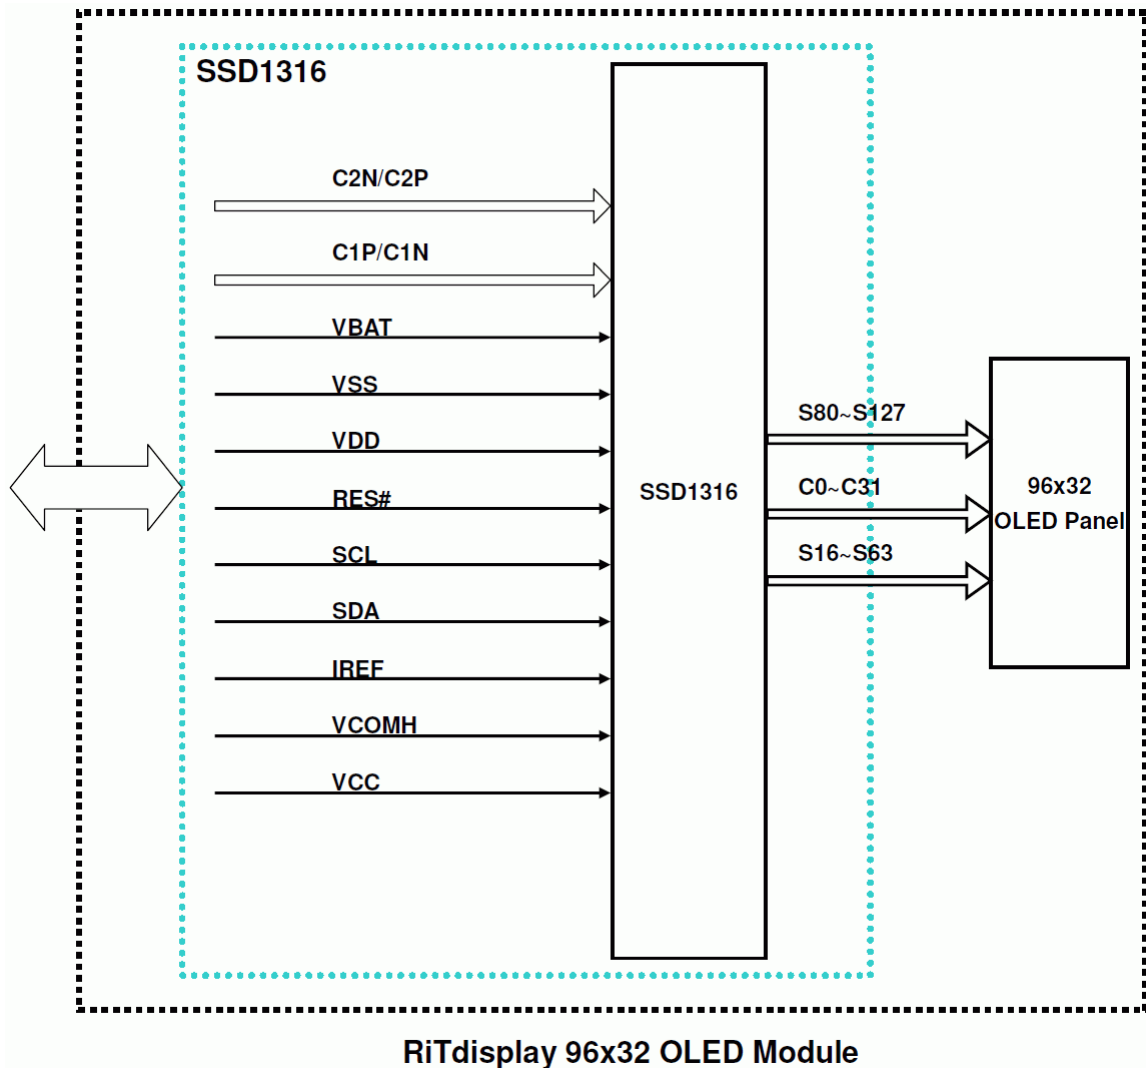 SSD1316
C2N/C2P
C1P/C1N
VBAT
VSS
VDD
RES#
SCL
SDA
IREF
VCOMH
VCC
SSD1316
S80~S127
C0~C31
S16~S63
96x32
OLED Panel
RiTdisplay 96x32 OLED Module